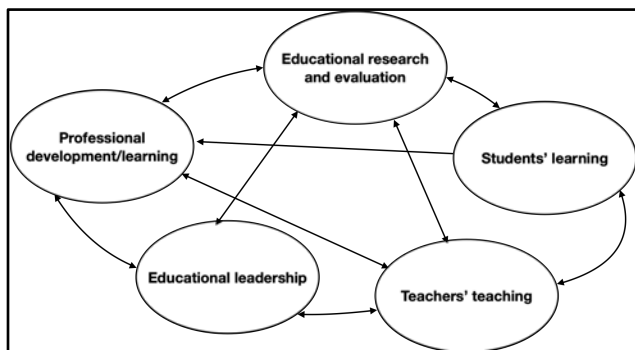 Educational research
and evaluation
Professional
development/learning
Students’ learning
Educational leadership
Teachers’ teaching